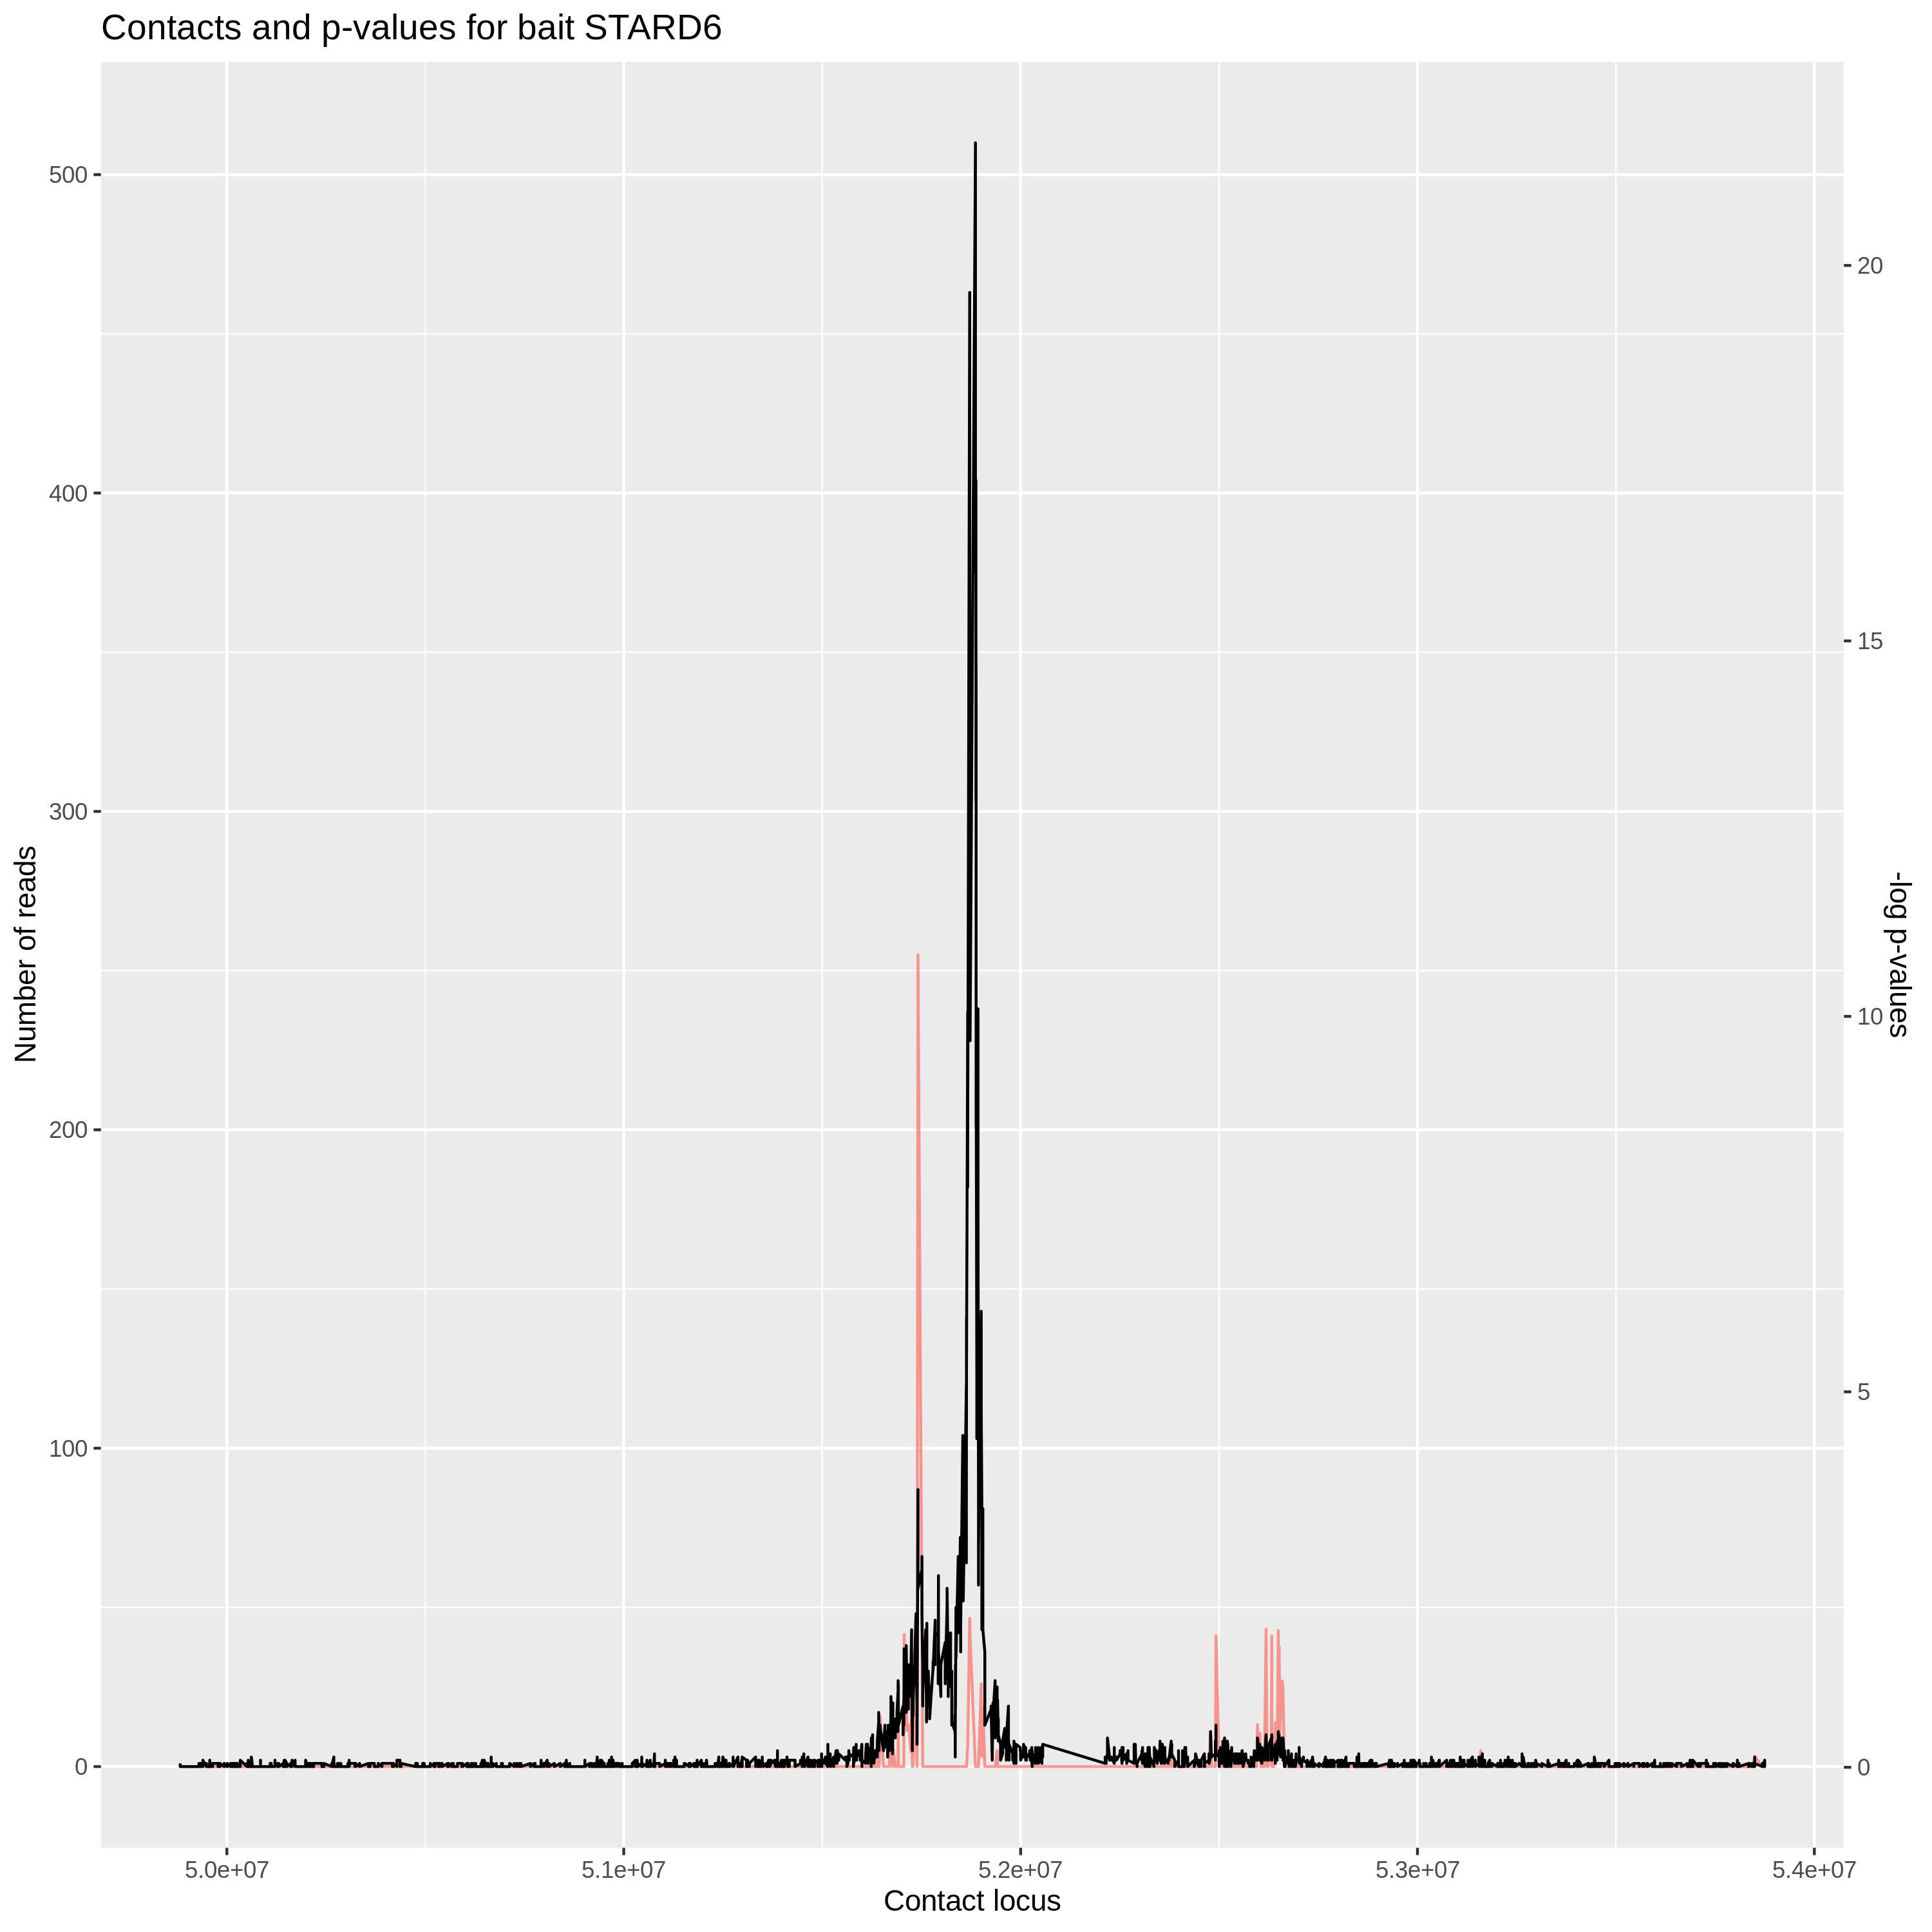 Contacts and p-values for bait STARD6
500
400
300
200
100
0
Number of reads
20
15
10
5
0
-log p-values
5.0e+07
5.1e+07
5.2e+07
5.3e+07
5.4e+07
Contact locus